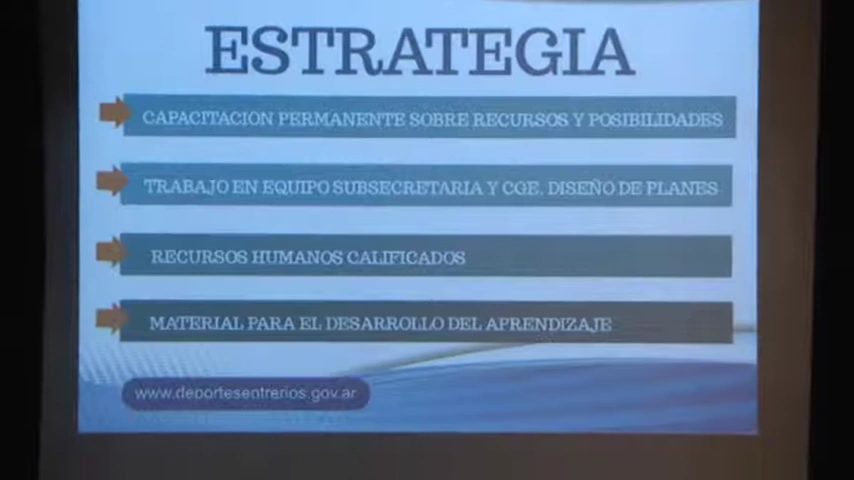 ESTRATEGIA
CAPACITACION PERMANENTE SOBRE RECURSOS Y POSIBILIDADES
TRABAJO EN EQUIPO SUBSECRETARIA Y CGE. DISEÑO DE PLANES
RECURSOS HUMANOS CALIFICADOS
MATERIAL PARA EL DESARROLLO DEL APRENDIZAJE
www.deportesentrerios.gov.ar